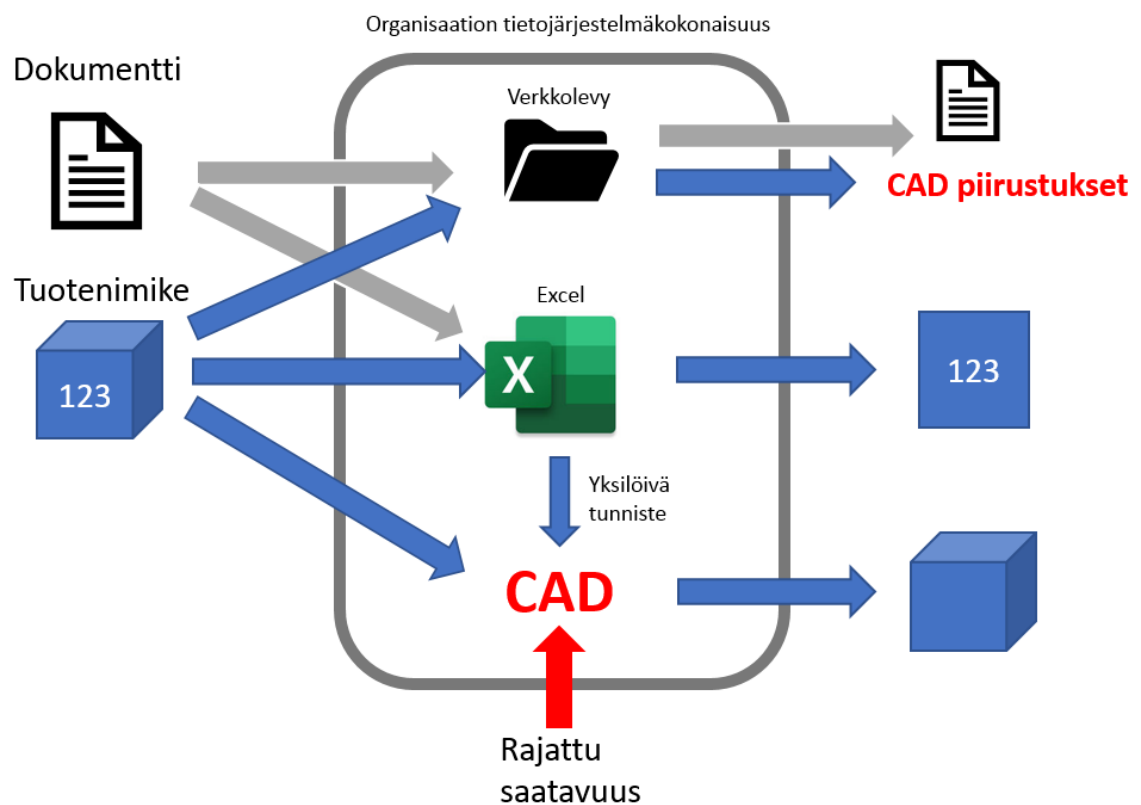 Organisaation tietojärjestelmäkokonaisuus
Dokumentti
Verkkolevy
CAD piirustukset
Tuotenimike
123
Excel
X
123
Yksilöivä
tunniste
CAD
Rajattu
saatavuus